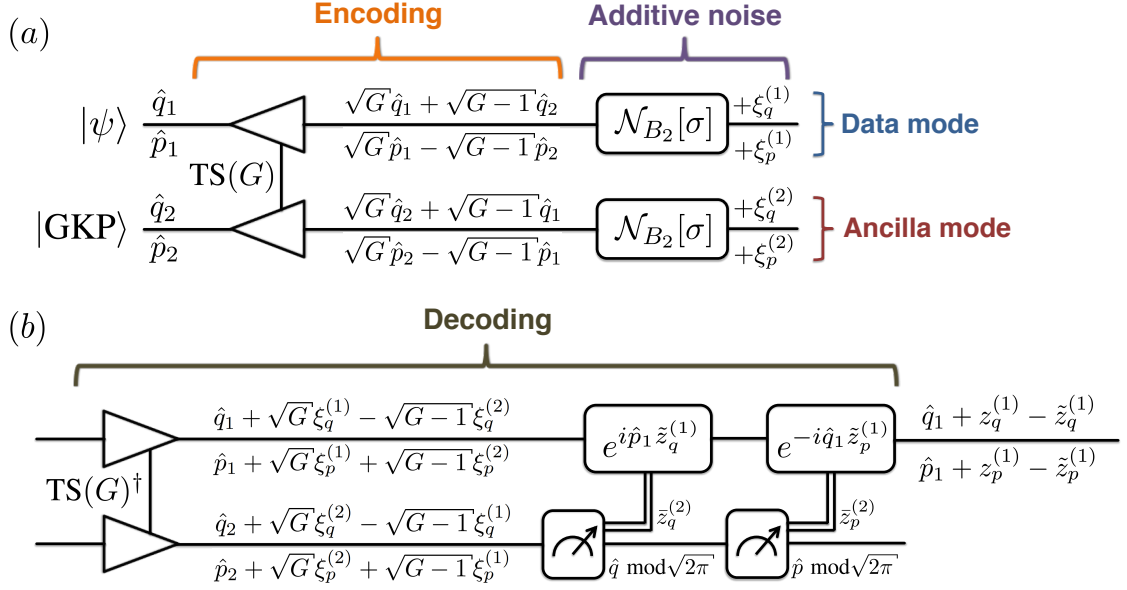 (a)
Encoding
Additive noise
|ψ⟩
q̂₁
p̂₁
TS(G)
√G q̂₁ + √(G − 1) q̂₂
√G p̂₁ − √(G − 1) p̂₂
𝒩_{B₂}[σ]
+ξ_q^{(1)}
+ξ_p^{(1)}
Data mode
|GKP⟩
q̂₂
p̂₂
√G q̂₂ + √(G − 1) q̂₁
√G p̂₂ − √(G − 1) p̂₁
𝒩_{B₂}[σ]
+ξ_q^{(2)}
+ξ_p^{(2)}
Ancilla mode
(b)
Decoding
TS(G)†
q̂₁ + √G ξ_q^{(1)} − √(G − 1) ξ_q^{(2)}
p̂₁ + √G ξ_p^{(1)} + √(G − 1) ξ_p^{(2)}
e^{ip̂₁z̃_q^{(1)}}
e^{−iq̂₁z̃_p^{(1)}}
q̂₁ + z_q^{(1)} − z̃_q^{(1)}
p̂₁ + z_p^{(1)} − z̃_p^{(1)}
q̂₂ + √G ξ_q^{(2)} − √(G − 1) ξ_q^{(1)}
p̂₂ + √G ξ_p^{(2)} + √(G − 1) ξ_p^{(1)}
z̄_q^{(2)}
q̂ mod√(2π)
z̄_p^{(2)}
p̂ mod√(2π)